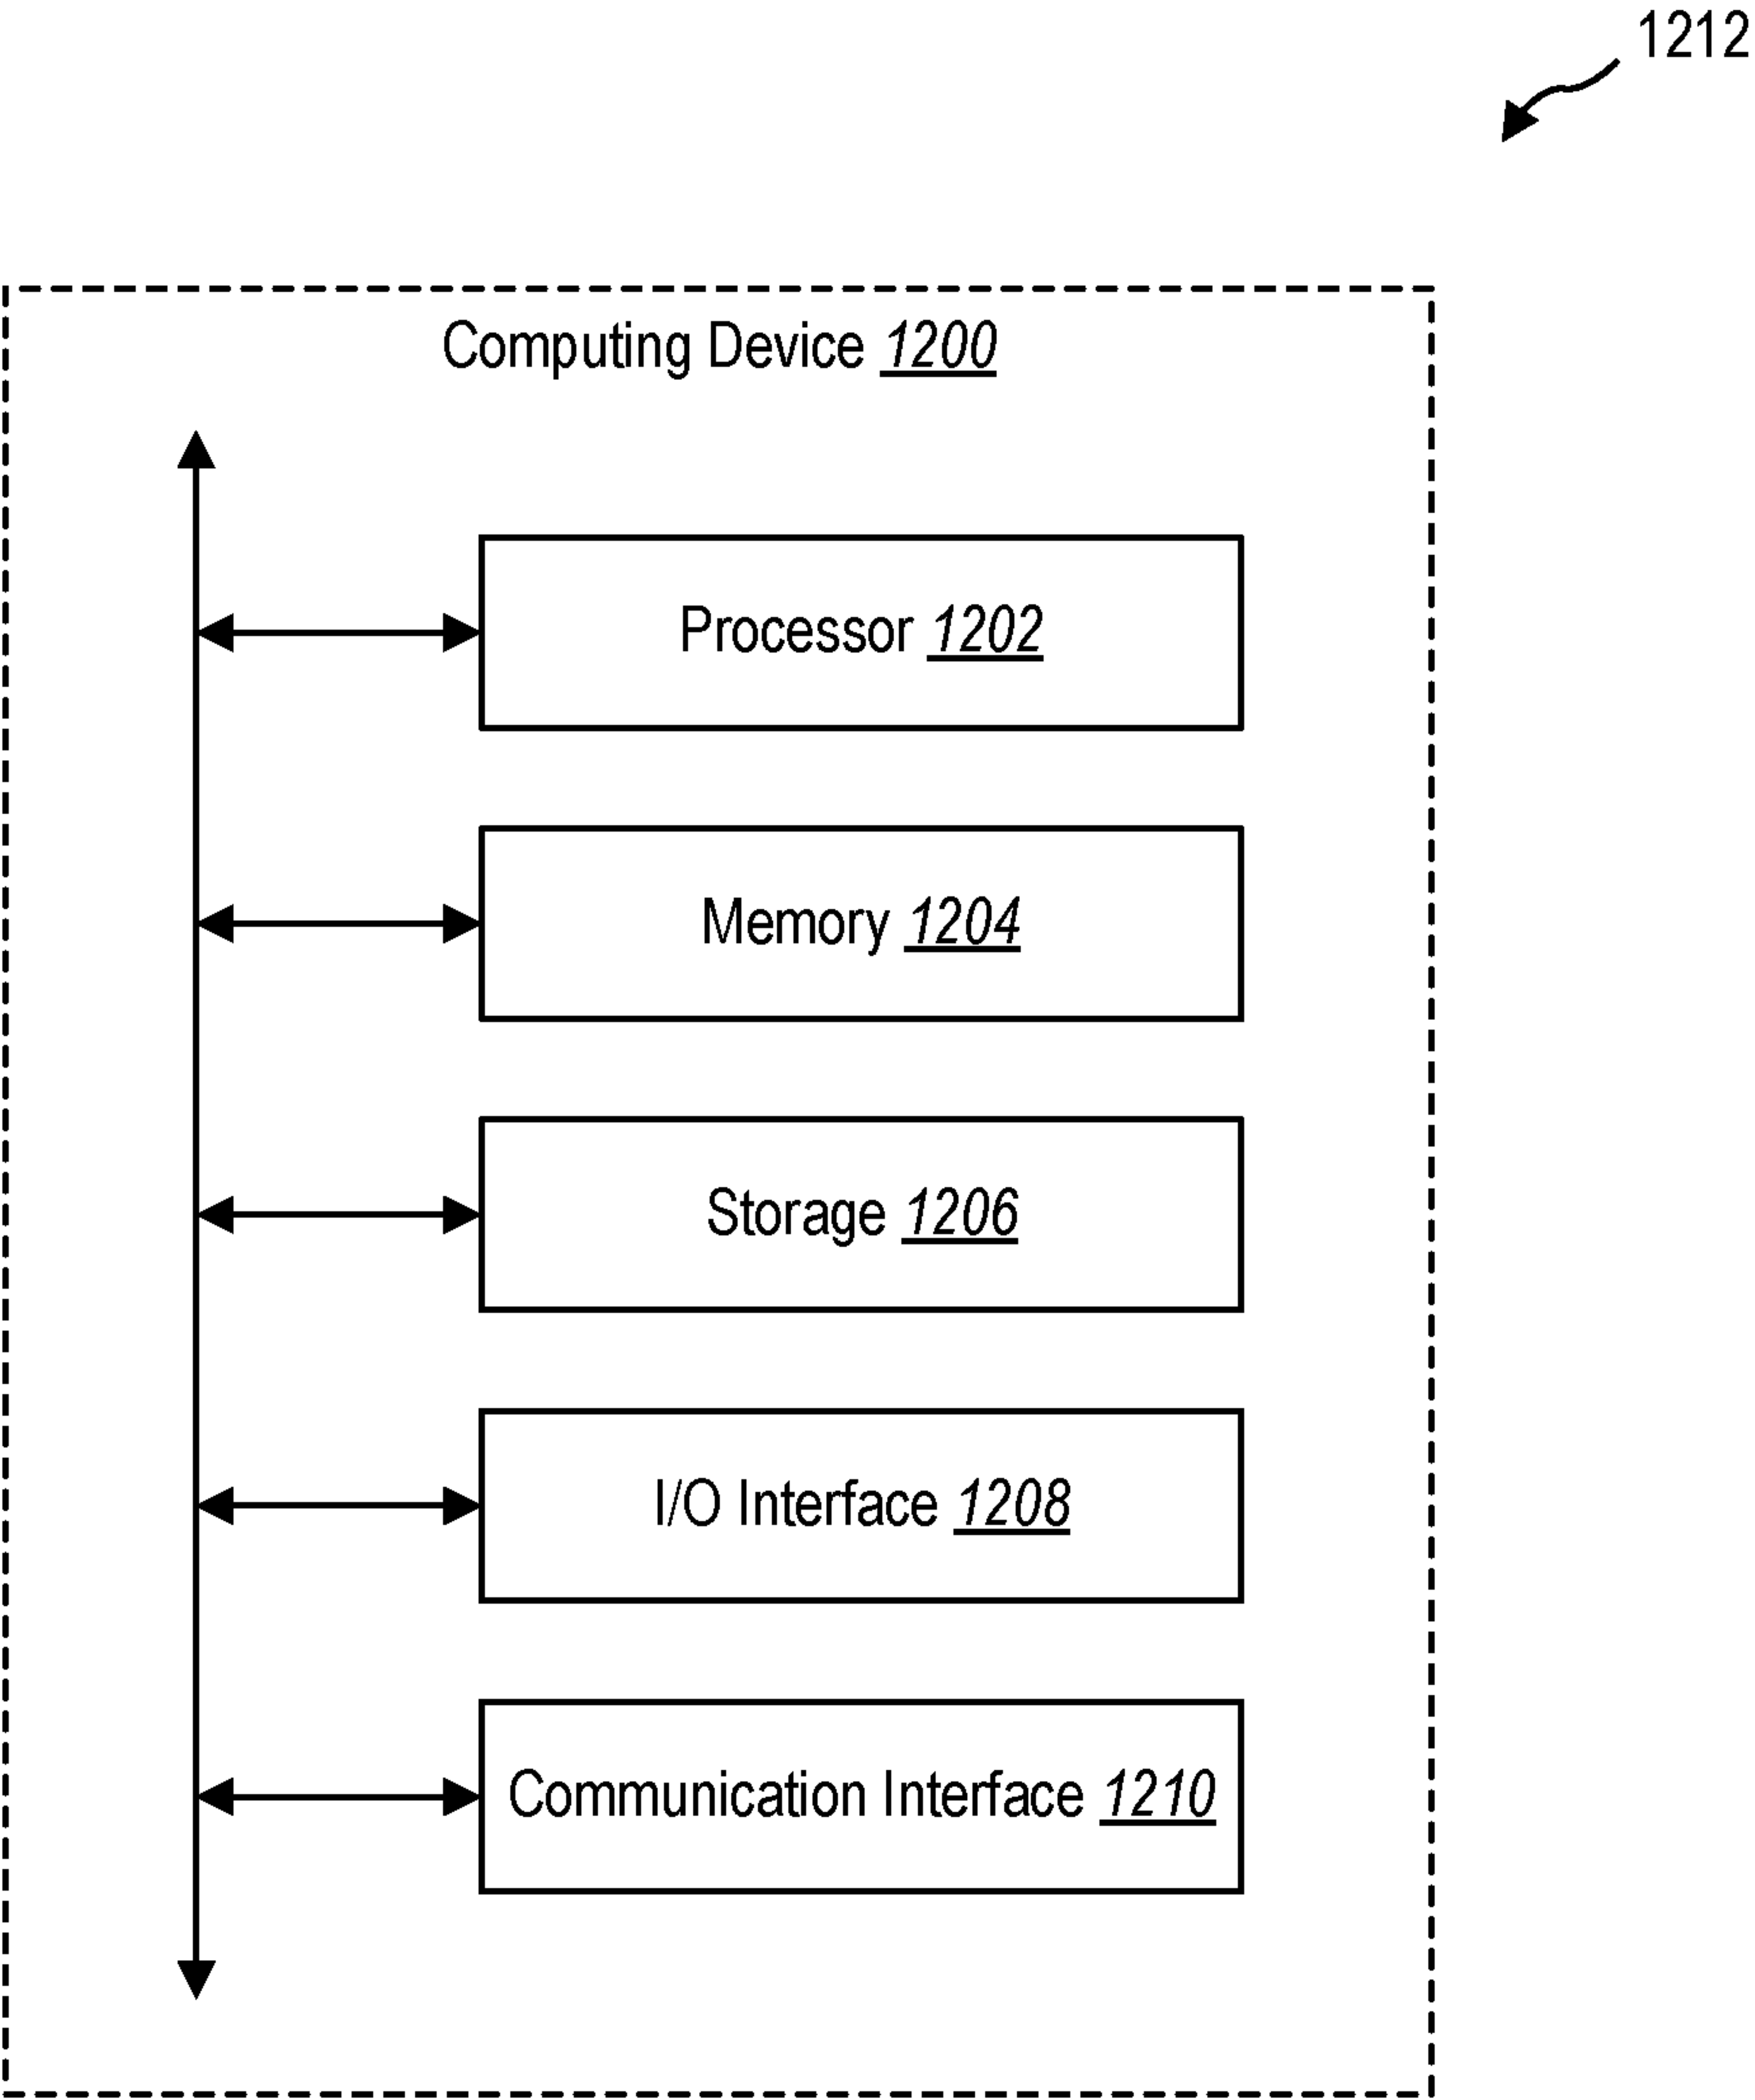 1212
Computing Device 1200
Processor 1202
Memory 1204
Storage 1206
I/O Interface 1208
Communication Interface 1210